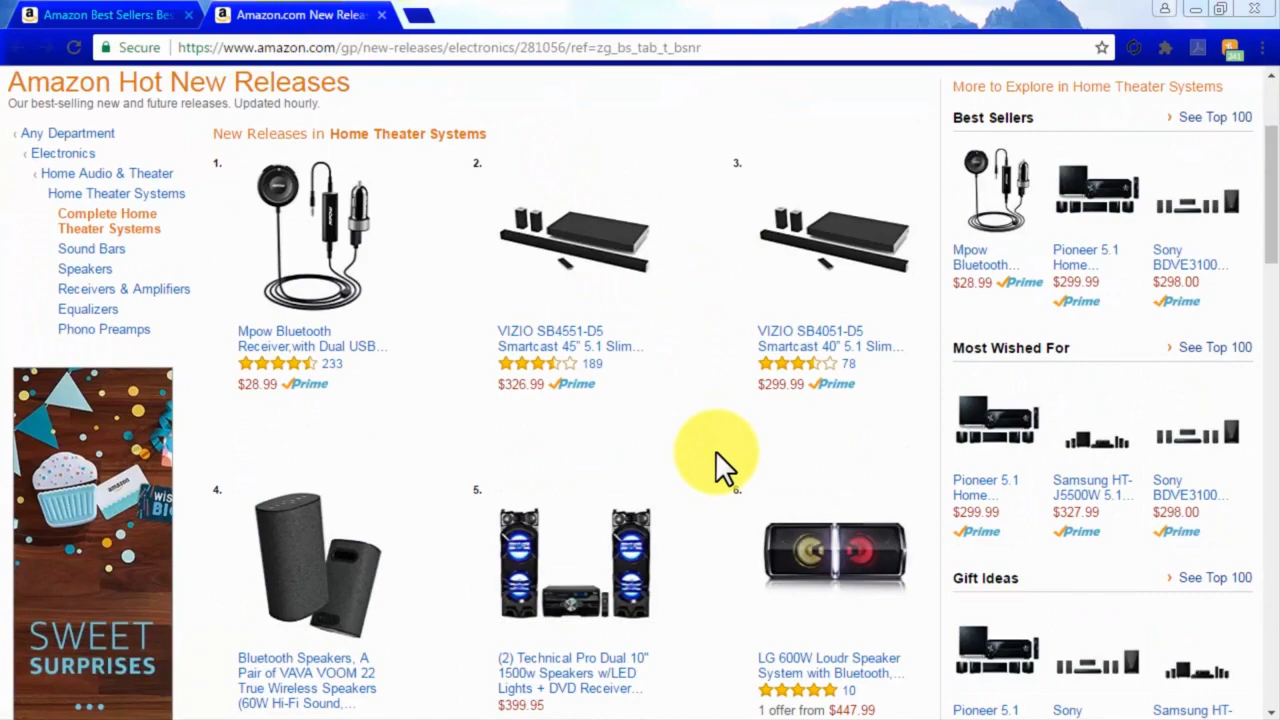 Amazon Best Sellers: Be
Amazon.com New Relea
Secure
https://www.amazon.com/gp/new-releases/electronics/281056/ref=zg_bs_tab_t_bsnr
241
Amazon Hot New Releases
Our best-selling new and future releases. Updated hourly.
‹ Any Department
‹ Electronics
‹ Home Audio & Theater
Home Theater Systems
Complete Home
Theater Systems
Sound Bars
Speakers
Receivers & Amplifiers
Equalizers
Phono Preamps
amazon
WIS
BIG
SWEET
SURPRISES
New Releases in Home Theater Systems
1.
Mpow Bluetooth
Receiver,with Dual USB...
233
$28.99 Prime
2.
VIZIO SB4551-D5
Smartcast 45" 5.1 Slim...
189
$326.99 Prime
3.
VIZIO SB4051-D5
Smartcast 40" 5.1 Slim...
78
$299.99 Prime
4.
Bluetooth Speakers, A
Pair of VAVA VOOM 22
True Wireless Speakers
(60W Hi-Fi Sound,...
5.
(2) Technical Pro Dual 10"
1500w Speakers w/LED
Lights + DVD Receiver...
$399.95
6.
LG 600W Loudr Speaker
System with Bluetooth,...
10
1 offer from $447.99
More to Explore in Home Theater Systems
Best Sellers
› See Top 100
Mpow
Bluetooth...
$28.99 Prime
Pioneer 5.1
Home...
$299.99
Prime
Sony
BDVE3100...
$298.00
Prime
Most Wished For
› See Top 100
Pioneer 5.1
Home...
$299.99
Prime
Samsung HT-
J5500W 5.1...
$327.99
Prime
Sony
BDVE3100...
$298.00
Prime
Gift Ideas
› See Top 100
Pioneer 5.1
Sony
Samsung HT-